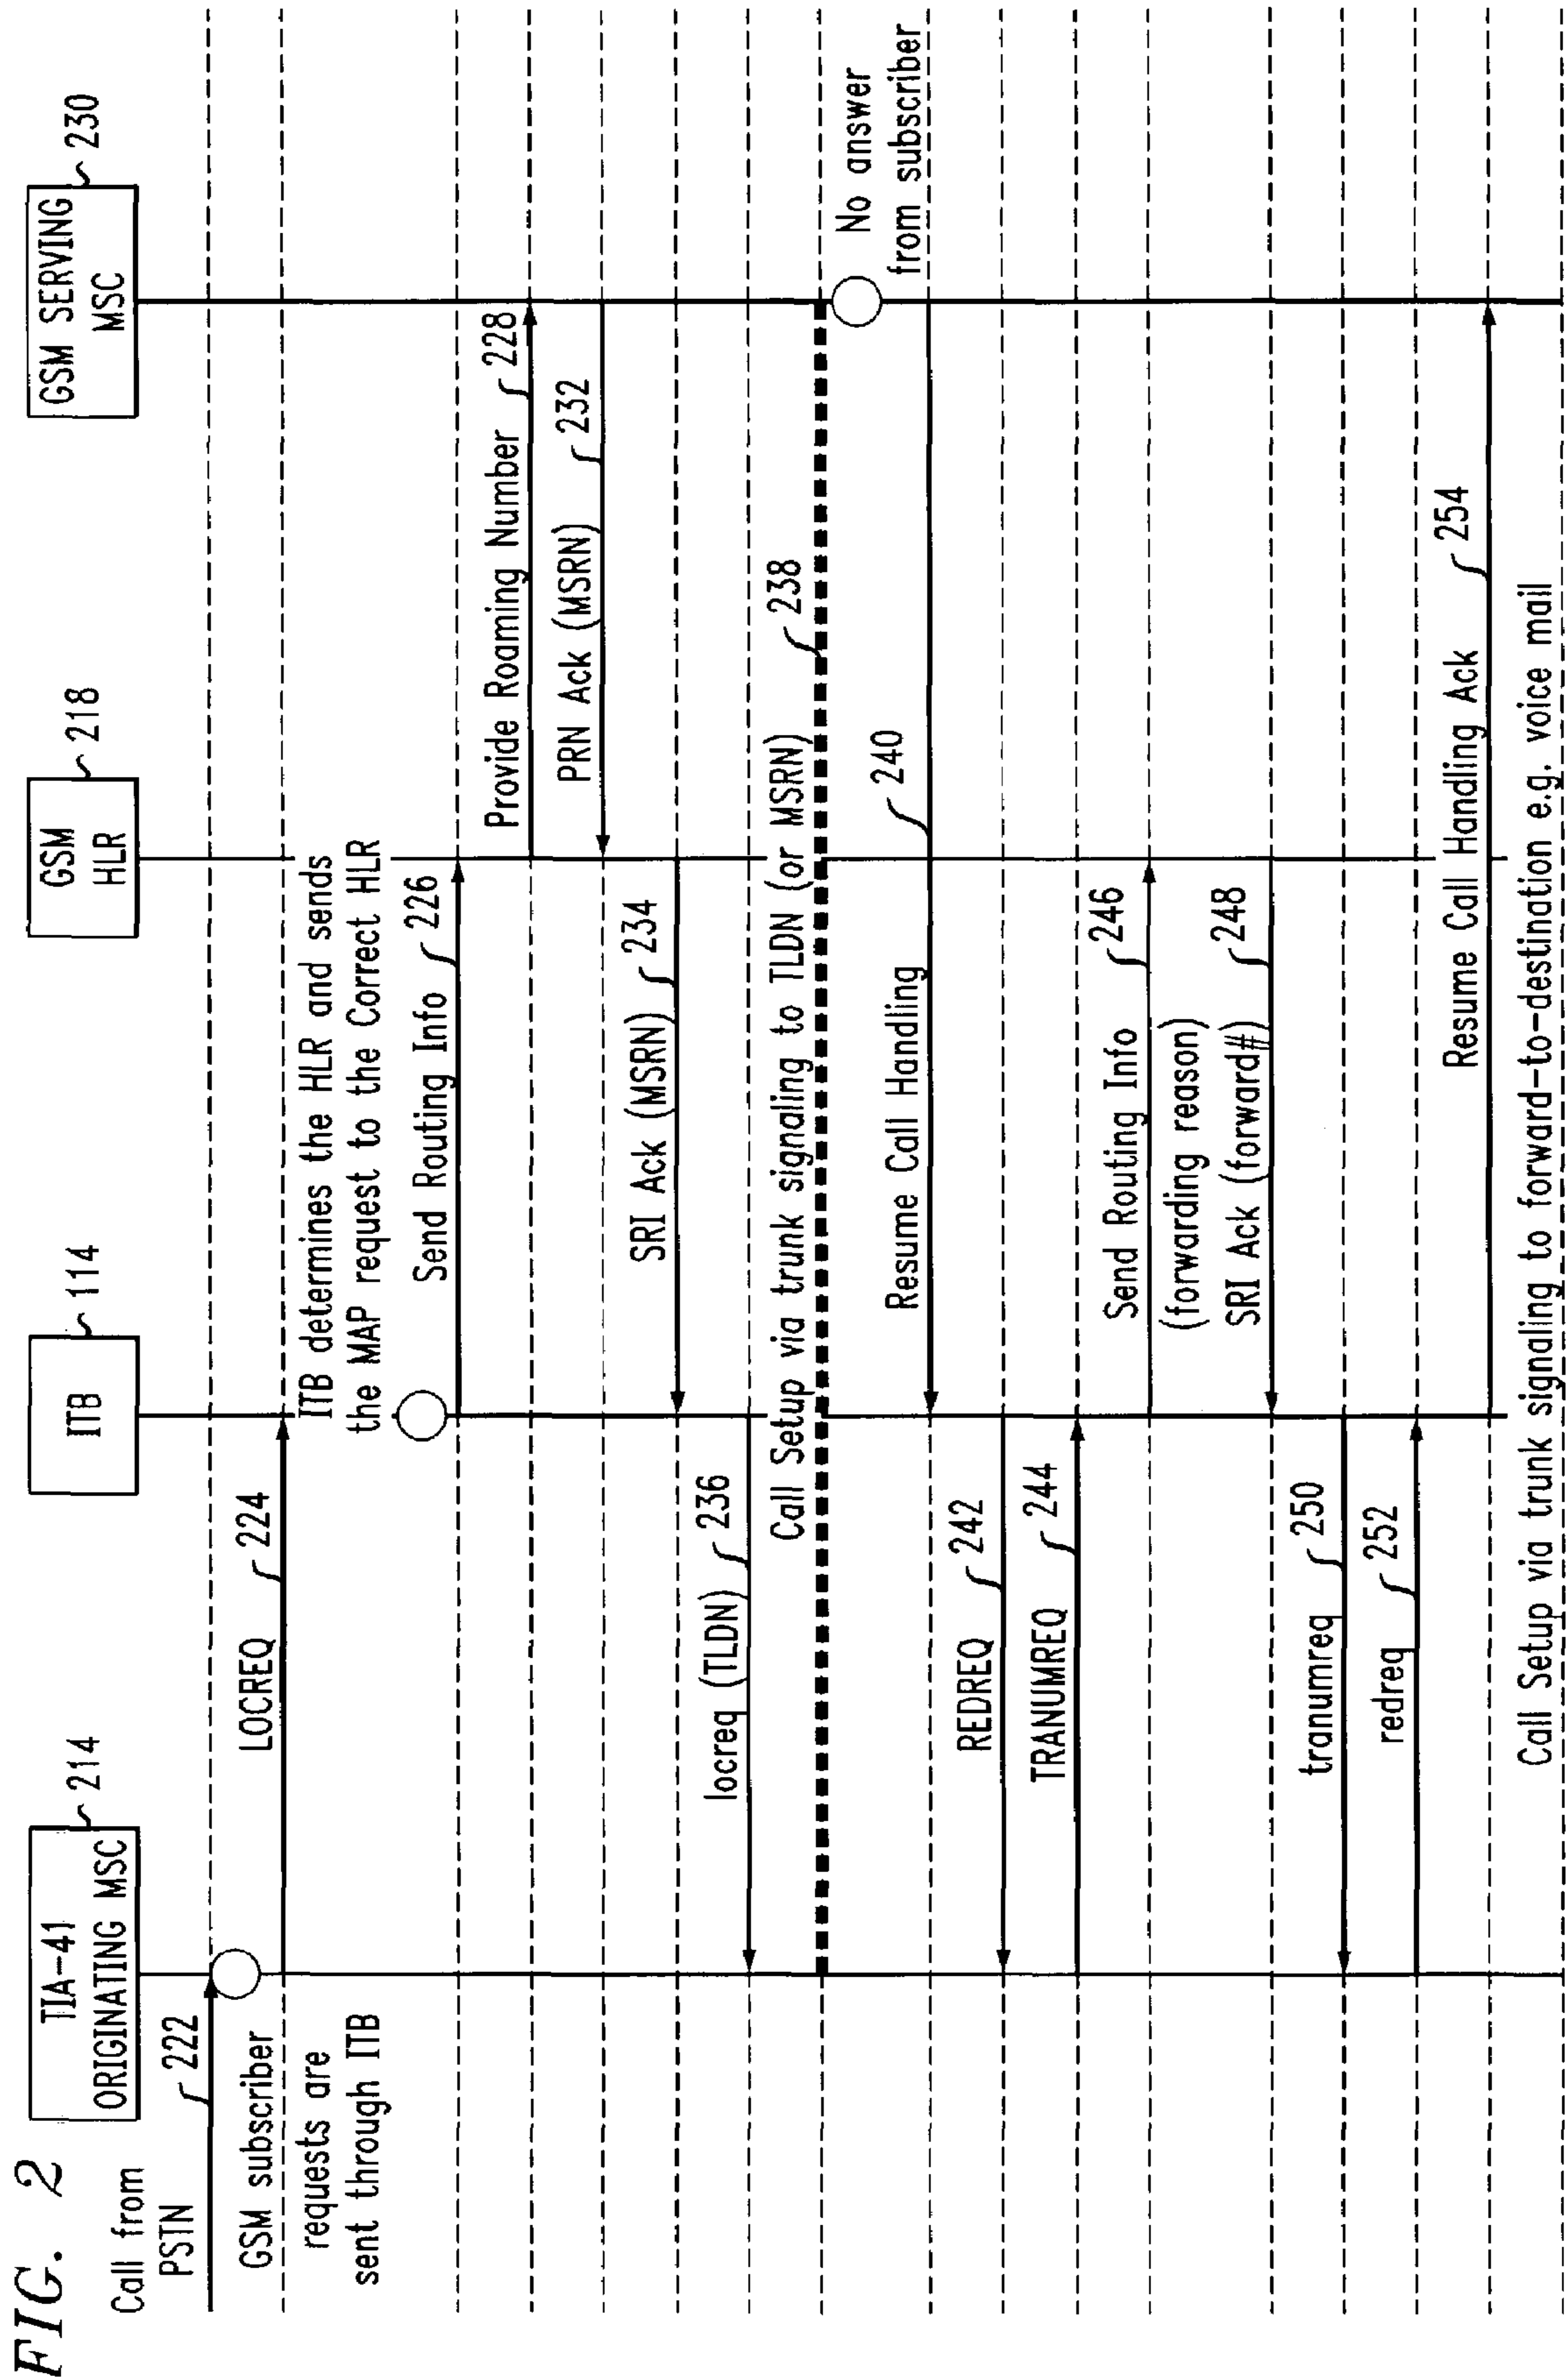 FIG. 2
TIA-41
ORIGINATING MSC
214
ITB
114
GSM
HLR
218
GSM SERVING
MSC
230
Call from
PSTN
222
GSM subscriber
requests are
sent through ITB
LOCREQ
224
ITB determines the HLR and sends
the MAP request to the Correct HLR
Send Routing Info
226
Provide Roaming Number
228
PRN Ack (MSRN)
232
SRI Ack (MSRN)
234
locreq (TLDN)
236
Call Setup via trunk signaling to TLDN (or MSRN)
238
No answer
from subscriber
Resume Call Handling
240
REDREQ
242
TRANUMREQ
244
Send Routing Info
246
(forwarding reason)
SRI Ack (forward#)
248
tranumreq
250
redreq
252
Resume Call Handling Ack
254
Call Setup via trunk signaling to forward-to-destination e.g. voice mail